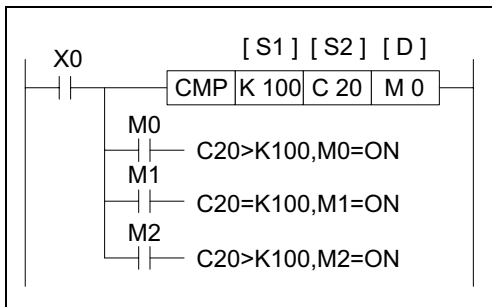 [ S1 ] [ S2 ] [ D ]
X0
CMP K 100 C 20 M 0
M0
C20>K100,M0=ON
M1
C20=K100,M1=ON
M2
C20>K100,M2=ON